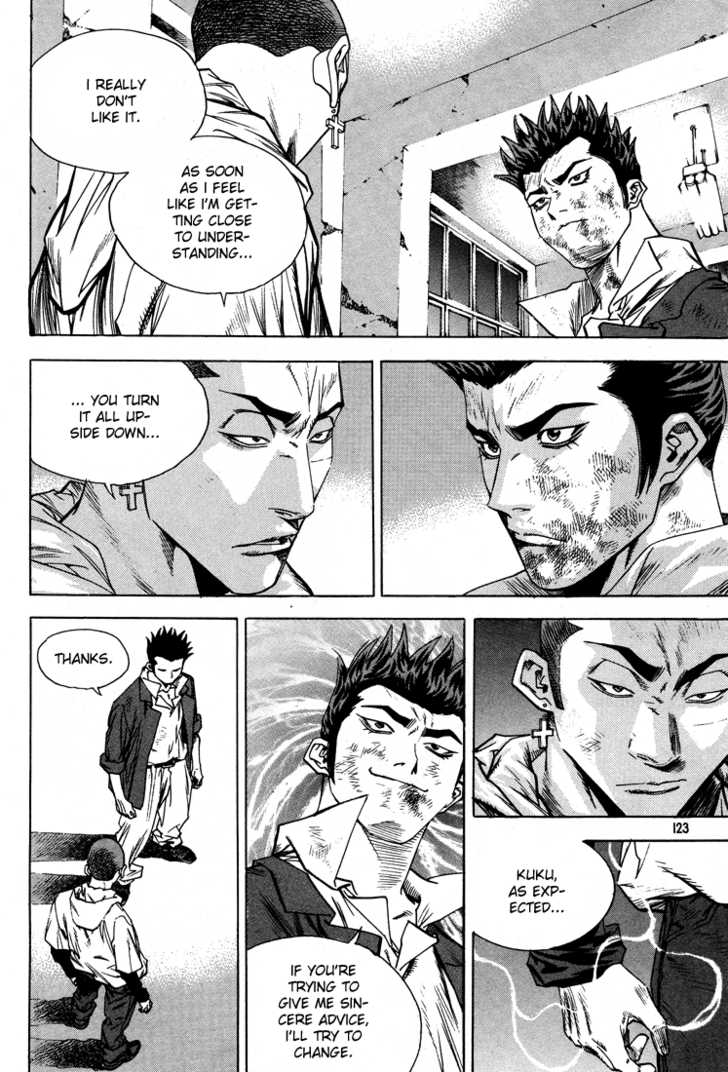 I REALLY
DON'T
LIKE IT.
AS SOON
AS I FEEL
LIKE I'M GET-
TING CLOSE
TO UNDER-
STANDING...
... YOU TURN
IT ALL UP-
SIDE DOWN...
THANKS.
IF YOU'RE
TRYING TO
GIVE ME SIN-
CERE ADVICE,
I'LL TRY TO
CHANGE.
123
KUKU,
AS EXP-
ECTED...